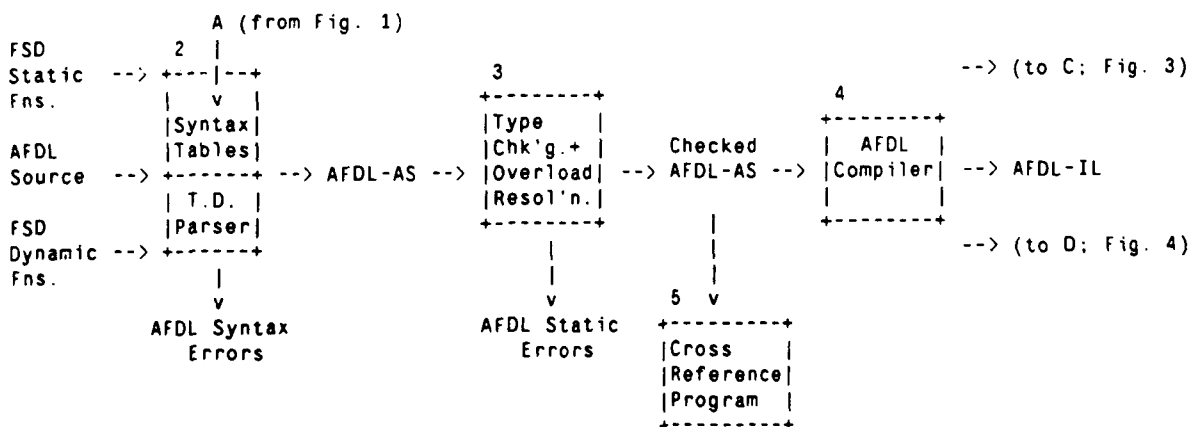 A (from Fig. 1)
FSD 2 |
Static --> +---|--+ 3 --> (to C; Fig. 3)
Fns. | v | +--------+ 4
|Syntax| |Type | +--------+
AFDL |Tables| |Chk'g.+ | Checked | AFDL |
Source --> +------+ --> AFDL-AS --> |Overload| --> AFDL-AS --> |Compiler| --> AFDL-IL
| T.D. | |Resol'n.| | |
FSD |Parser| +--------+ | +--------+
Dynamic --> +------+ | | --> (to D; Fig. 4)
Fns. | | |
v v 5 v
AFDL Syntax AFDL Static +---------+
Errors Errors |Cross |
|Reference|
|Program |
+---------+